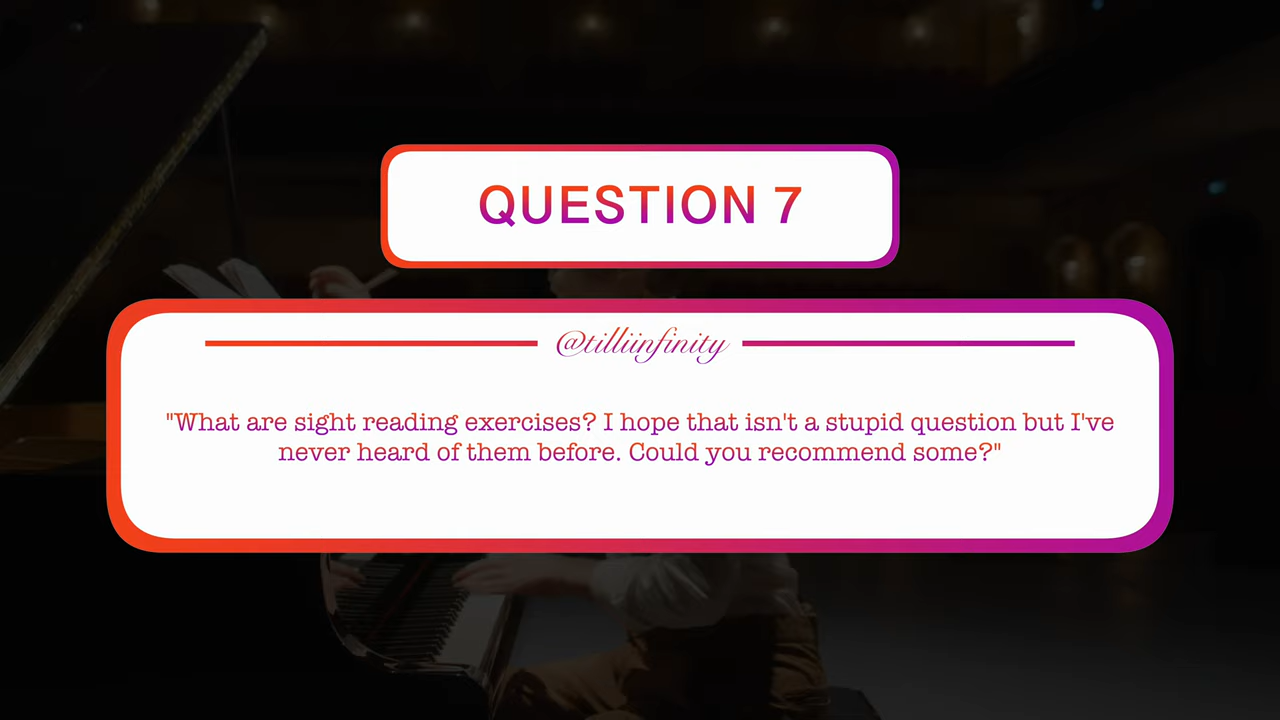 QUESTION 7
@tilliinfinity
"What are sight reading exercises? I hope that isn't a stupid question but I've
never heard of them before. Could you recommend some?"